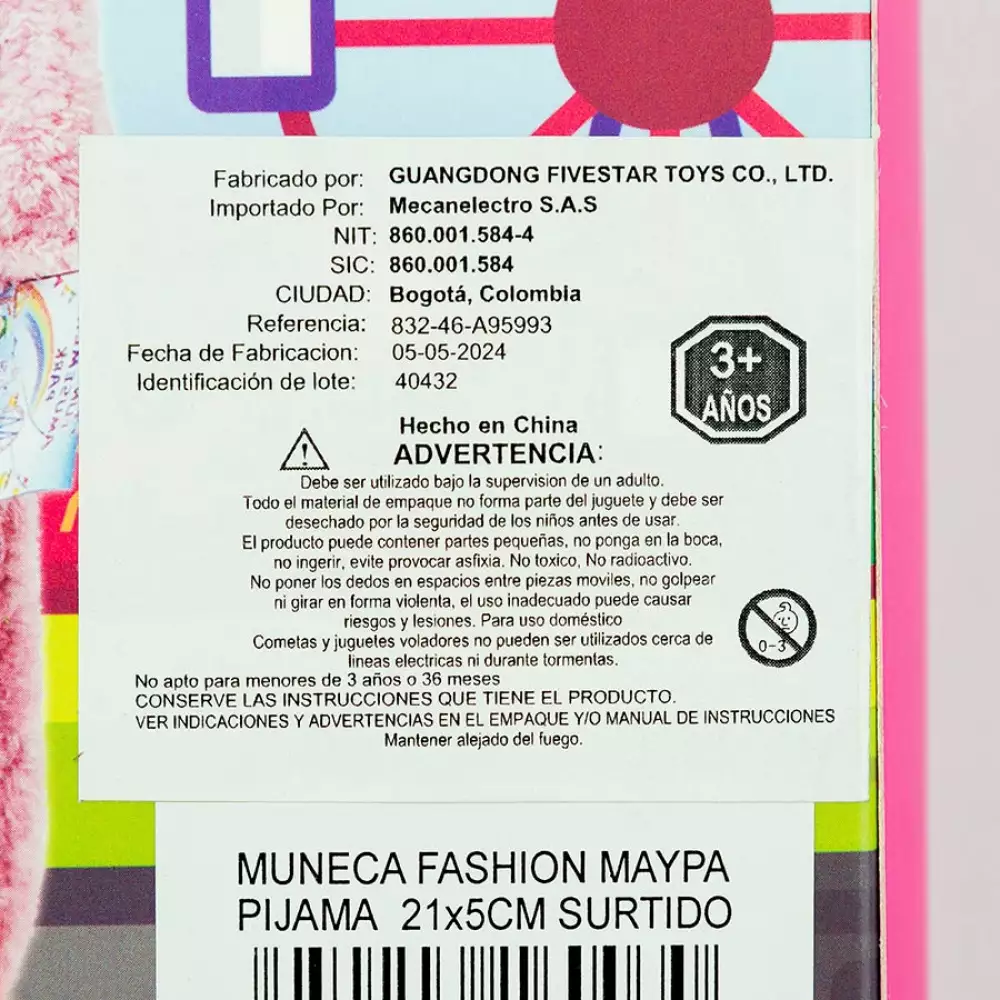 Fabricado por: GUANGDONG FIVESTAR TOYS CO., LTD.
Importado Por: Mecanelectro S.A.S
NIT: 860.001.584-4
SIC: 860.001.584
CIUDAD: Bogotá, Colombia
Referencia: 832-46-A95993
Fecha de Fabricacion: 05-05-2024
Identificación de lote: 40432
3+
AÑOS
Hecho en China
ADVERTENCIA:
Debe ser utilizado bajo la supervision de un adulto.
Todo el material de empaque no forma parte del juguete y debe ser
desechado por la seguridad de los niños antes de usar.
El producto puede contener partes pequeñas, no ponga en la boca,
no ingerir, evite provocar asfixia. No toxico, No radioactivo.
No poner los dedos en espacios entre piezas moviles, no golpear
ni girar en forma violenta, el uso inadecuado puede causar
riesgos y lesiones. Para uso doméstico
Cometas y juguetes voladores no pueden ser utilizados cerca de
lineas electricas ni durante tormentas.
0-3
No apto para menores de 3 años o 36 meses
CONSERVE LAS INSTRUCCIONES QUE TIENE EL PRODUCTO.
VER INDICACIONES Y ADVERTENCIAS EN EL EMPAQUE Y/O MANUAL DE INSTRUCCIONES
Mantener alejado del fuego.
MUNECA FASHION MAYPA
PIJAMA 21x5CM SURTIDO